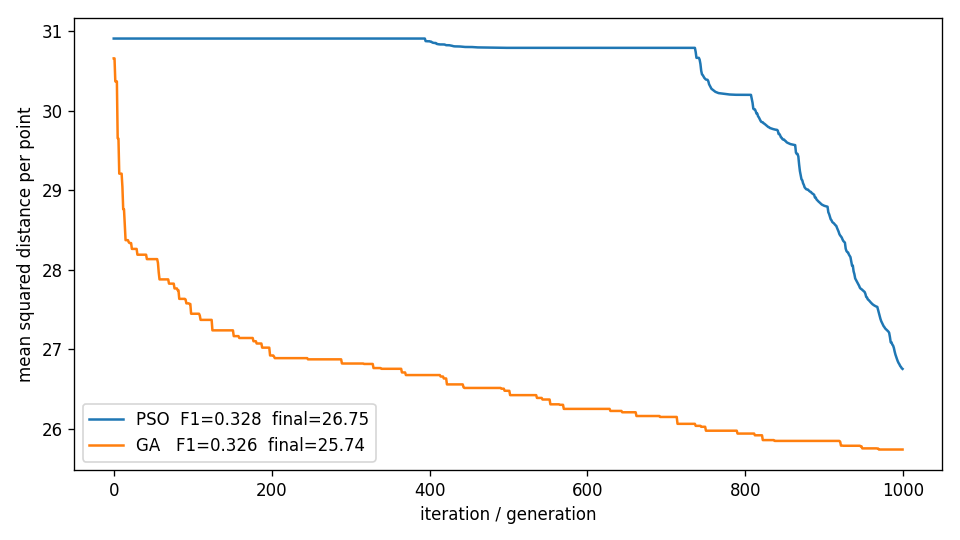 31
30
29
28
27
26
mean squared distance per point
PSO F1=0.328 final=26.75
GA F1=0.326 final=25.74
0 200 400 600 800 1000
iteration / generation